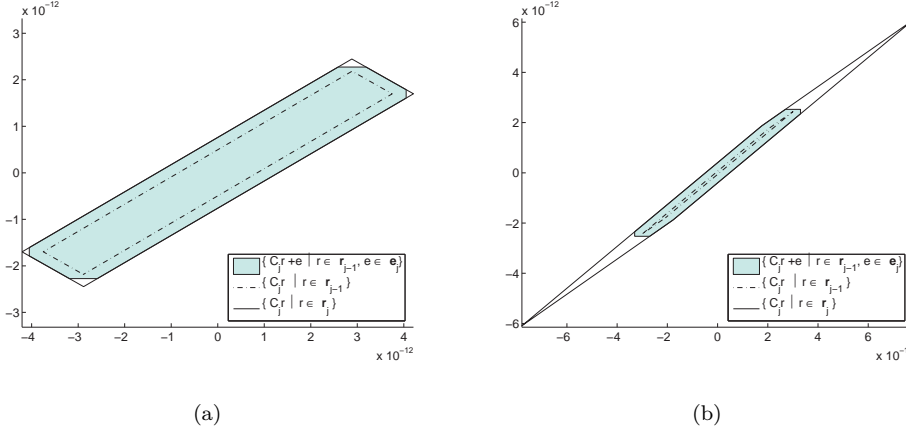 x 10⁻¹²
3
2
1
0
−1
−2
−3
−4 −3 −2 −1 0 1 2 3 4
x 10⁻¹²
{ C_j r +e | r ∈ r_{j−1}, e ∈ e_j}
{ C_j r | r ∈ r_{j−1} }
{ C_j r | r ∈ r_j }
(a)
x 10⁻¹²
6
4
2
0
−2
−4
−6
−6 −4 −2 0 2 4 6
x 10⁻¹
{ C_j r +e | r ∈ r_{j−1}, e ∈ e_j}
{ C_j r | r ∈ r_{j−1} }
{ C_j r | r ∈ r_j }
(b)